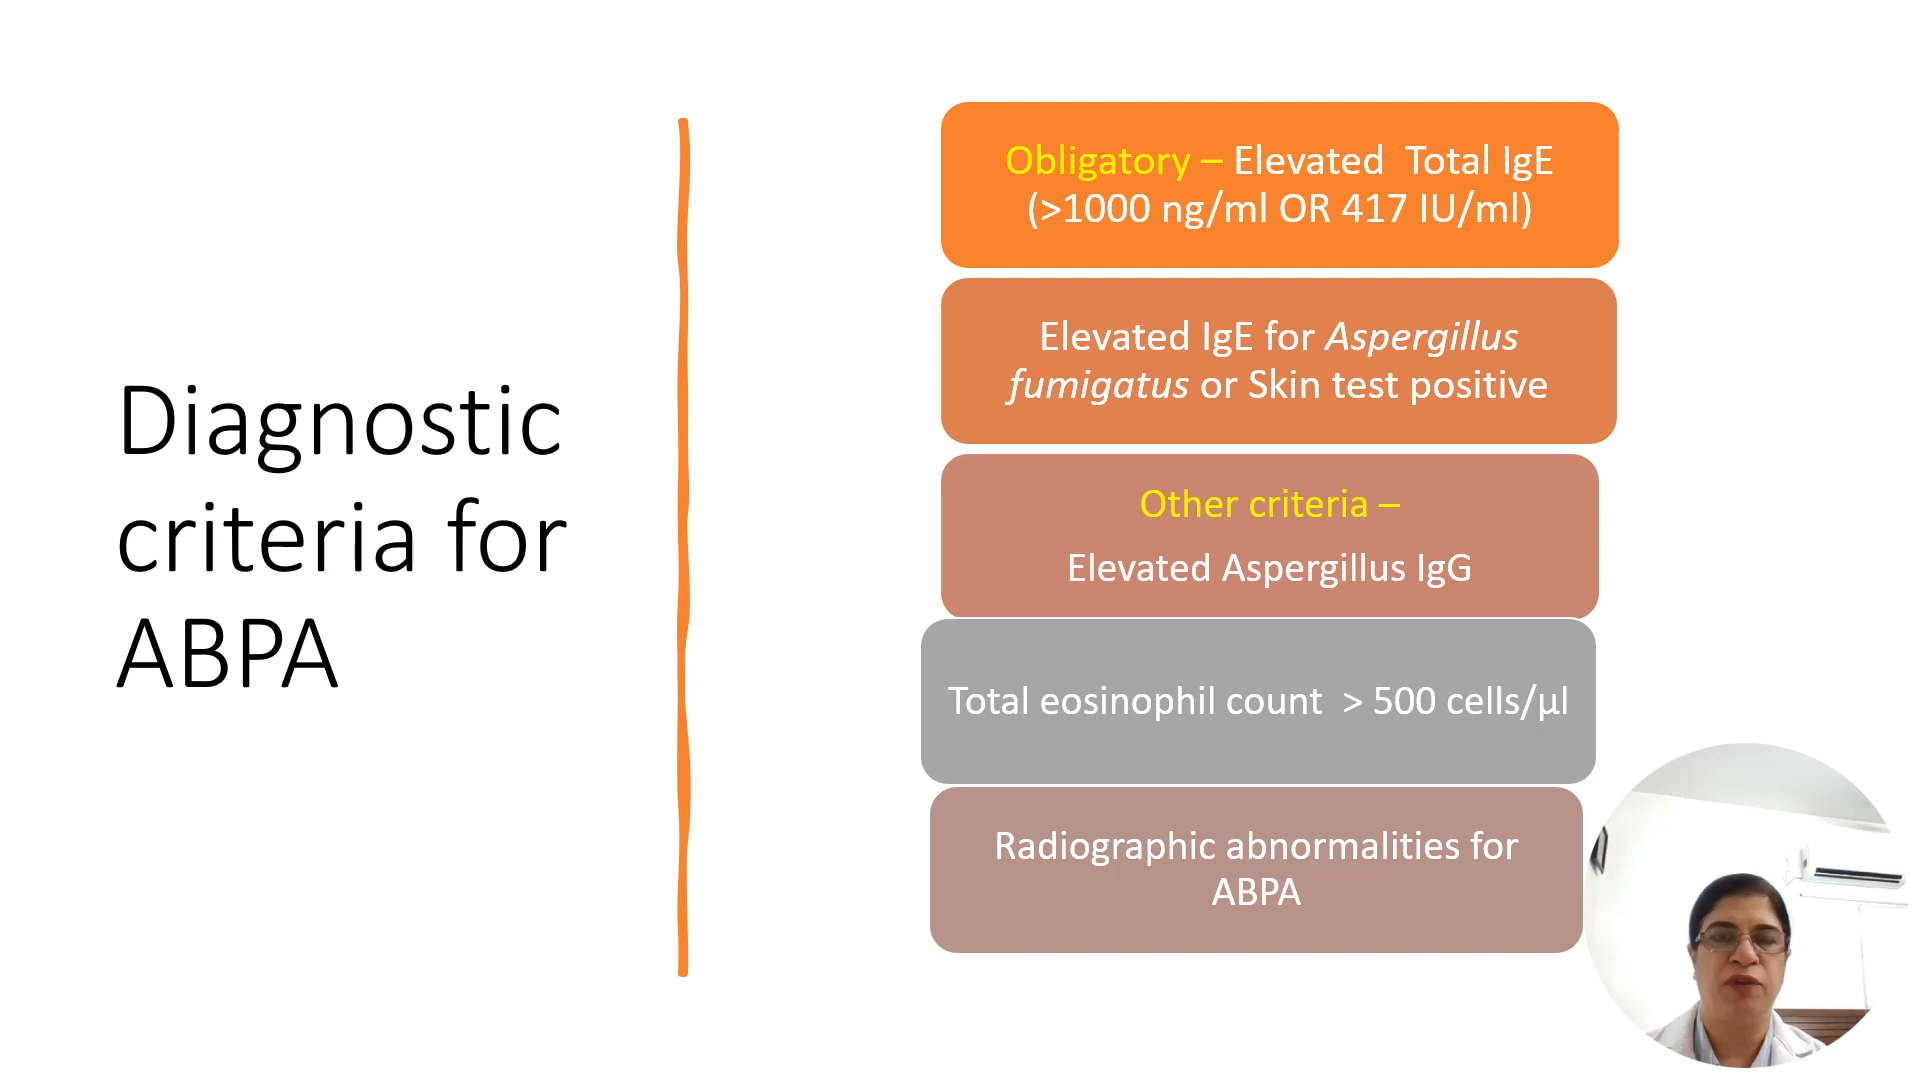 Diagnostic
criteria for
ABPA
Obligatory – Elevated  Total IgE
(>1000 ng/ml OR 417 IU/ml)
Elevated IgE for Aspergillus
fumigatus or Skin test positive
Other criteria –
Elevated Aspergillus IgG
Total eosinophil count  > 500 cells/µl
Radiographic abnormalities for
ABPA